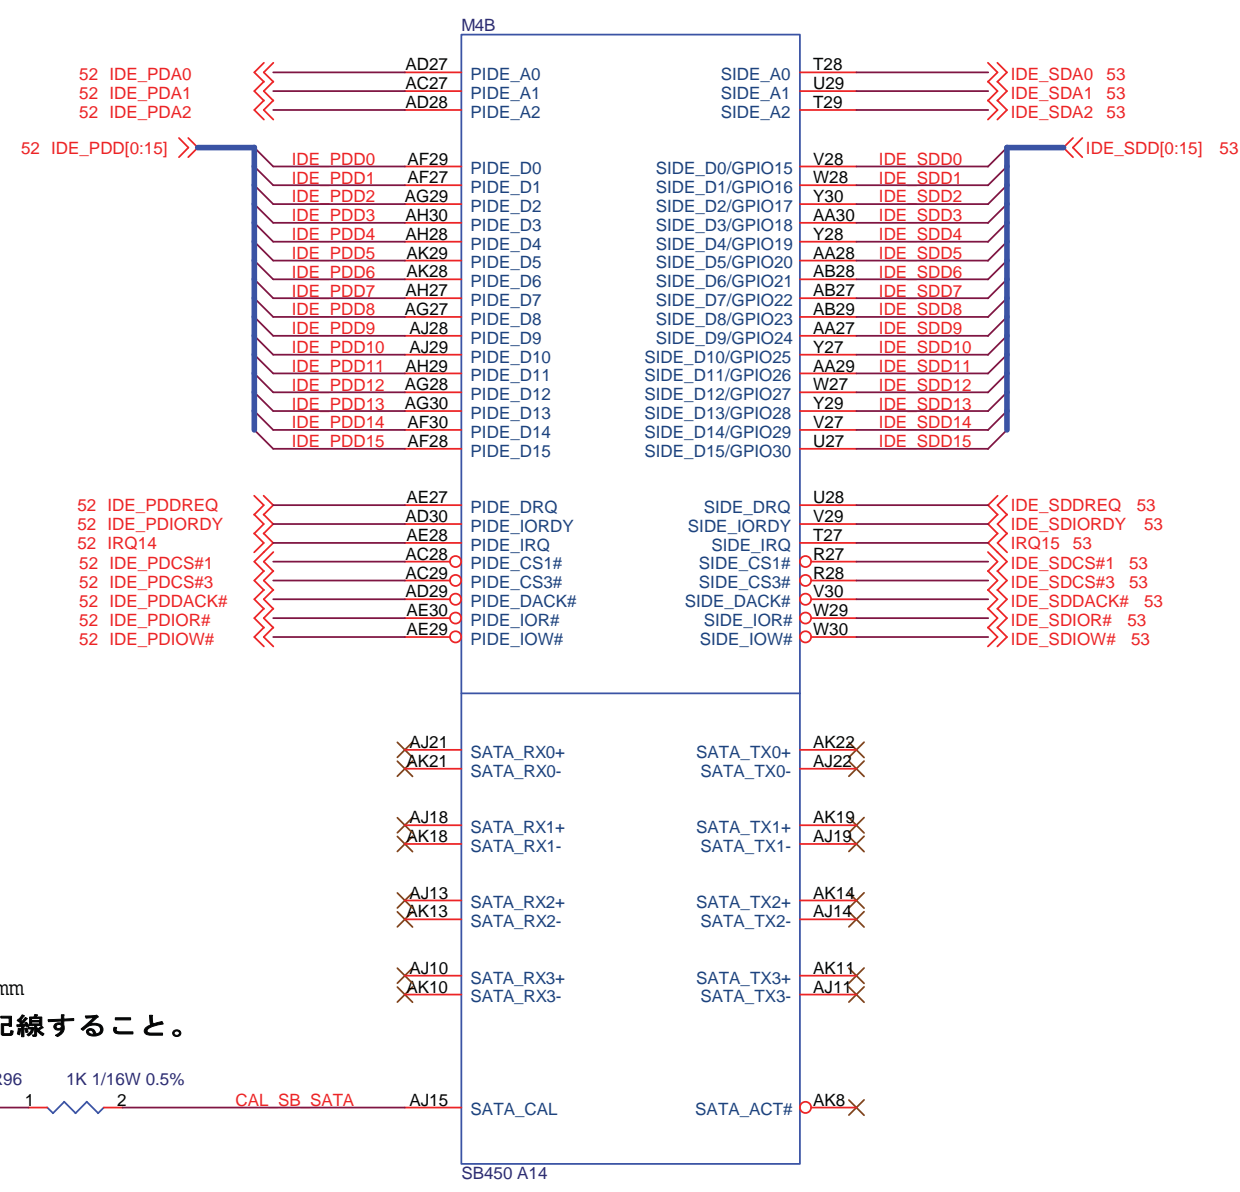 M4B
52 IDE_PDA0 AD27 PIDE_A0 SIDE_A0 T28 IDE_SDA0 53
52 IDE_PDA1 AC27 PIDE_A1 SIDE_A1 U29 IDE_SDA1 53
52 IDE_PDA2 AD28 PIDE_A2 SIDE_A2 T29 IDE_SDA2 53
52 IDE_PDD[0:15] IDE_SDD[0:15] 53
IDE_PDD0 AF29 PIDE_D0 SIDE_D0/GPIO15 V28 IDE_SDD0
IDE_PDD1 AF27 PIDE_D1 SIDE_D1/GPIO16 W28 IDE_SDD1
IDE_PDD2 AG29 PIDE_D2 SIDE_D2/GPIO17 Y30 IDE_SDD2
IDE_PDD3 AH30 PIDE_D3 SIDE_D3/GPIO18 AA30 IDE_SDD3
IDE_PDD4 AH28 PIDE_D4 SIDE_D4/GPIO19 Y28 IDE_SDD4
IDE_PDD5 AK29 PIDE_D5 SIDE_D5/GPIO20 AA28 IDE_SDD5
IDE_PDD6 AK28 PIDE_D6 SIDE_D6/GPIO21 AB28 IDE_SDD6
IDE_PDD7 AH27 PIDE_D7 SIDE_D7/GPIO22 AB27 IDE_SDD7
IDE_PDD8 AG27 PIDE_D8 SIDE_D8/GPIO23 AB29 IDE_SDD8
IDE_PDD9 AJ28 PIDE_D9 SIDE_D9/GPIO24 AA27 IDE_SDD9
IDE_PDD10 AJ29 PIDE_D10 SIDE_D10/GPIO25 Y27 IDE_SDD10
IDE_PDD11 AH29 PIDE_D11 SIDE_D11/GPIO26 AA29 IDE_SDD11
IDE_PDD12 AG28 PIDE_D12 SIDE_D12/GPIO27 W27 IDE_SDD12
IDE_PDD13 AG30 PIDE_D13 SIDE_D13/GPIO28 Y29 IDE_SDD13
IDE_PDD14 AF30 PIDE_D14 SIDE_D14/GPIO29 V27 IDE_SDD14
IDE_PDD15 AF28 PIDE_D15 SIDE_D15/GPIO30 U27 IDE_SDD15
52 IDE_PDDREQ AE27 PIDE_DRQ SIDE_DRQ U28 IDE_SDDREQ 53
52 IDE_PDIORDY AD30 PIDE_IORDY SIDE_IORDY V29 IDE_SDIORDY 53
52 IRQ14 AE28 PIDE_IRQ SIDE_IRQ T27 IRQ15 53
52 IDE_PDCS#1 AC28 PIDE_CS1# SIDE_CS1# R27 IDE_SDCS#1 53
52 IDE_PDCS#3 AC29 PIDE_CS3# SIDE_CS3# R28 IDE_SDCS#3 53
52 IDE_PDDACK# AD29 PIDE_DACK# SIDE_DACK# V30 IDE_SDDACK# 53
52 IDE_PDIOR# AE30 PIDE_IOR# SIDE_IOR# W29 IDE_SDIOR# 53
52 IDE_PDIOW# AE29 PIDE_IOW# SIDE_IOW# W30 IDE_SDIOW# 53
AJ21 SATA_RX0+ SATA_TX0+ AK22
AK21 SATA_RX0- SATA_TX0- AJ22
AJ18 SATA_RX1+ SATA_TX1+ AK19
AK18 SATA_RX1- SATA_TX1- AJ19
AJ13 SATA_RX2+ SATA_TX2+ AK14
AK13 SATA_RX2- SATA_TX2- AJ14
AJ10 SATA_RX3+ SATA_TX3+ AK11
AK10 SATA_RX3- SATA_TX3- AJ11
mm
線すること。
R96 1K 1/16W 0.5%
1 2 CAL_SB_SATA AJ15 SATA_CAL SATA_ACT# AK8
SB450 A14